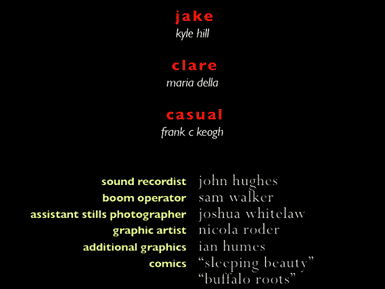 jake
kyle hill
clare
maria della
casual
frank c keogh
sound recordist john hughes
boom operator sam walker
assistant stills photographer joshua whitelaw
graphic artist nicola roder
additional graphics ian humes
comics "sleeping beauty"
"buffalo roots"